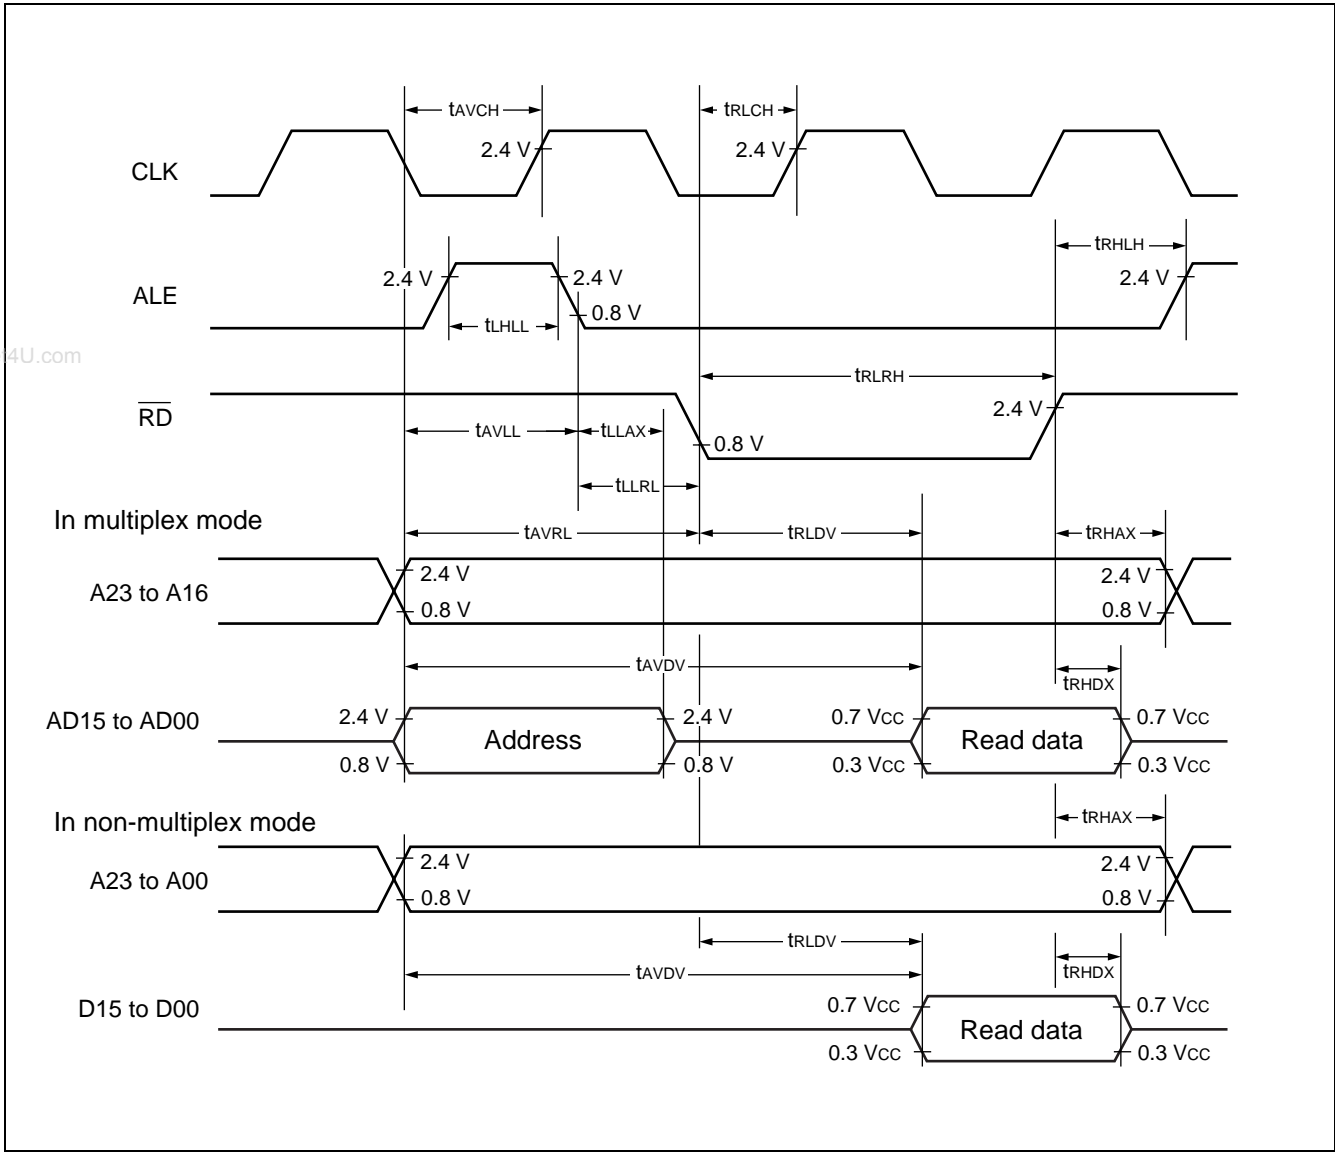 tAVCH
tRLCH
2.4 V
2.4 V
CLK
tRHLH
2.4 V
2.4 V
2.4 V
ALE
0.8 V
tLHLL
t4U.com
tRLRH
2.4 V
RD
tAVLL
tLLAX
0.8 V
tLLRL
In multiplex mode
tAVRL
tRLDV
tRHAX
2.4 V
2.4 V
A23 to A16
0.8 V
0.8 V
tAVDV
tRHDX
AD15 to AD00
2.4 V
2.4 V
0.7 VCC
0.7 VCC
Address
Read data
0.8 V
0.8 V
0.3 VCC
0.3 VCC
In non-multiplex mode
tRHAX
2.4 V
2.4 V
A23 to A00
0.8 V
0.8 V
tRLDV
tAVDV
tRHDX
D15 to D00
0.7 VCC
0.7 VCC
Read data
0.3 VCC
0.3 VCC